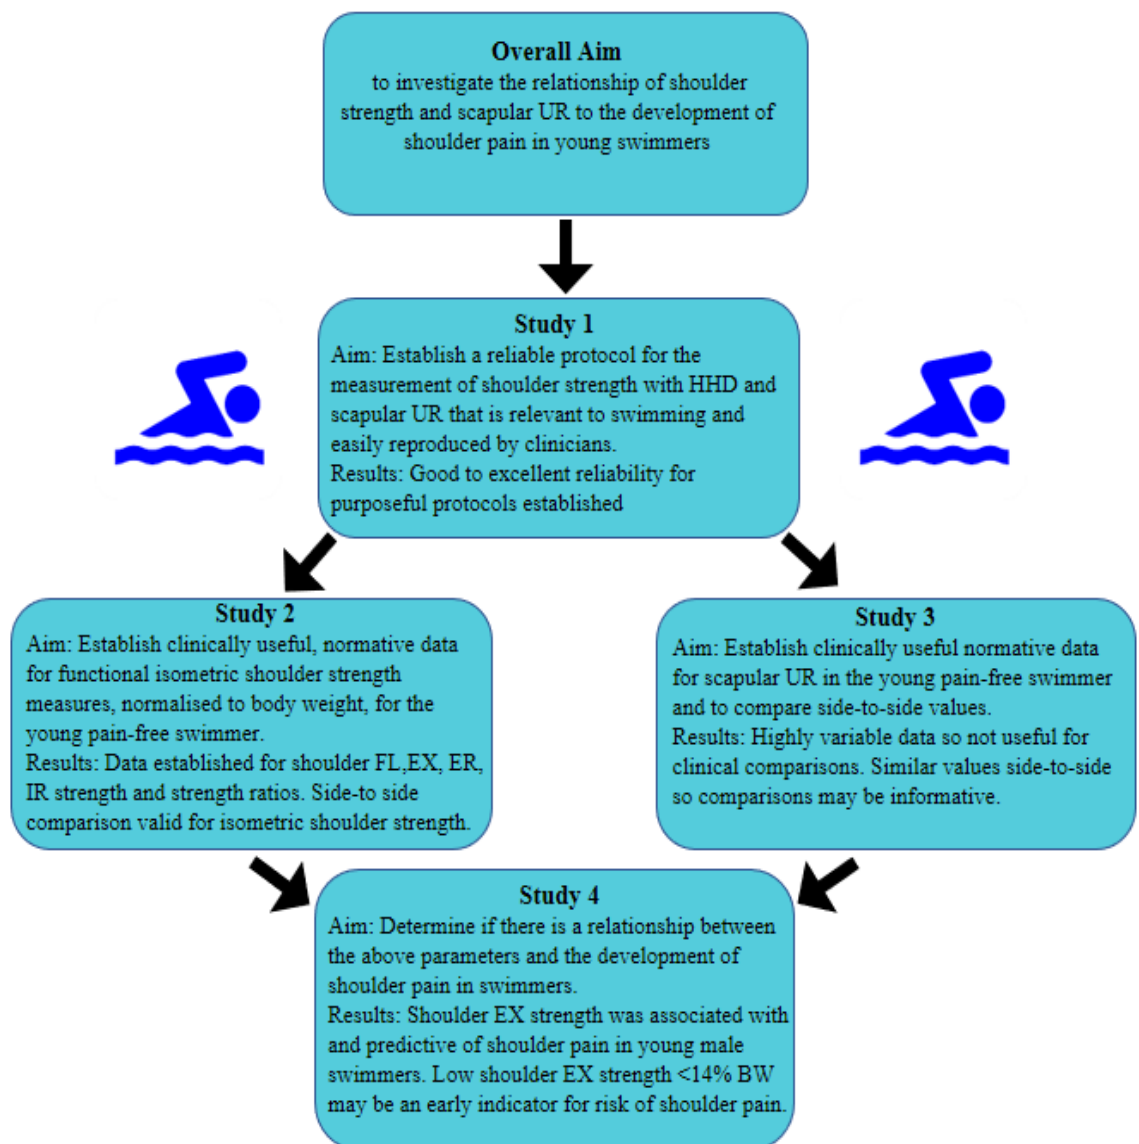 Overall Aim
to investigate the relationship of shoulder
strength and scapular UR to the development of
shoulder pain in young swimmers
Study 1
Aim: Establish a reliable protocol for the
measurement of shoulder strength with HHD and
scapular UR that is relevant to swimming and
easily reproduced by clinicians.
Results: Good to excellent reliability for
purposeful protocols established
Study 2
Aim: Establish clinically useful, normative data
for functional isometric shoulder strength
measures, normalised to body weight, for the
young pain-free swimmer.
Results: Data established for shoulder FL,EX, ER,
IR strength and strength ratios. Side-to side
comparison valid for isometric shoulder strength.
Study 3
Aim: Establish clinically useful normative data
for scapular UR in the young pain-free swimmer
and to compare side-to-side values.
Results: Highly variable data so not useful for
clinical comparisons. Similar values side-to-side
so comparisons may be informative.
Study 4
Aim: Determine if there is a relationship between
the above parameters and the development of
shoulder pain in swimmers.
Results: Shoulder EX strength was associated with
and predictive of shoulder pain in young male
swimmers. Low shoulder EX strength <14% BW
may be an early indicator for risk of shoulder pain.